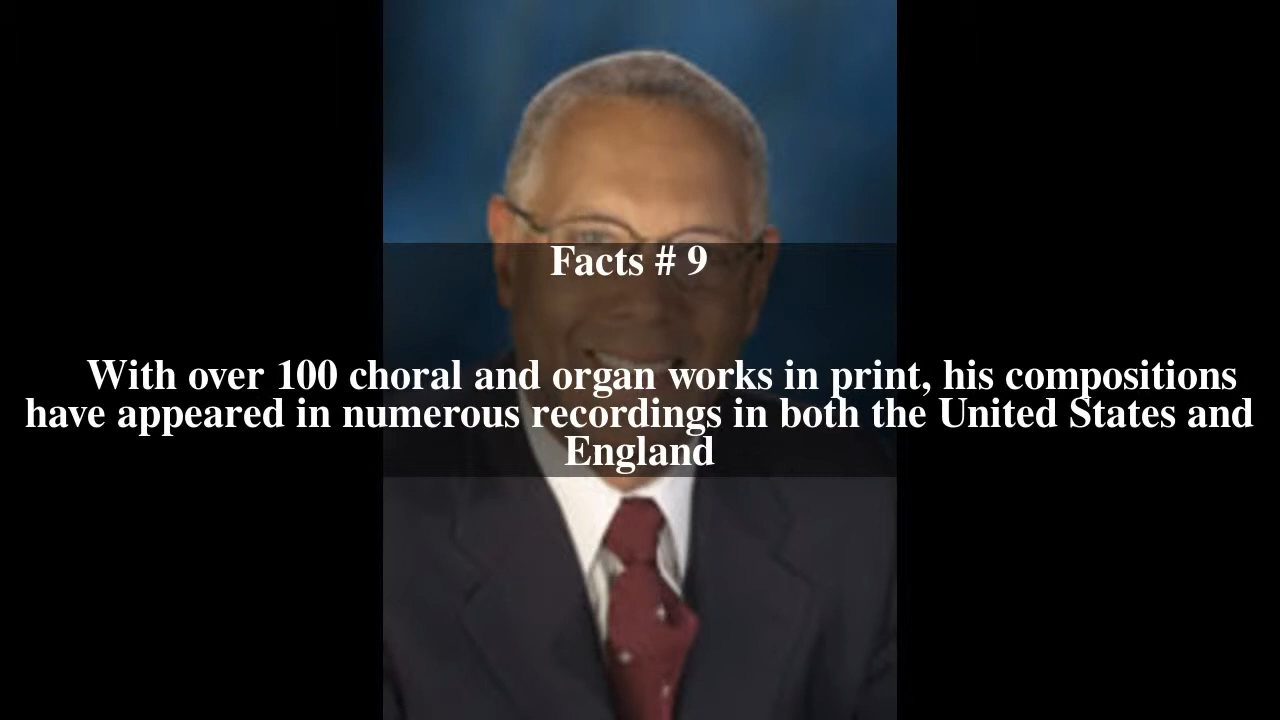 Facts # 9
With over 100 choral and organ works in print, his compositions
have appeared in numerous recordings in both the United States and
England